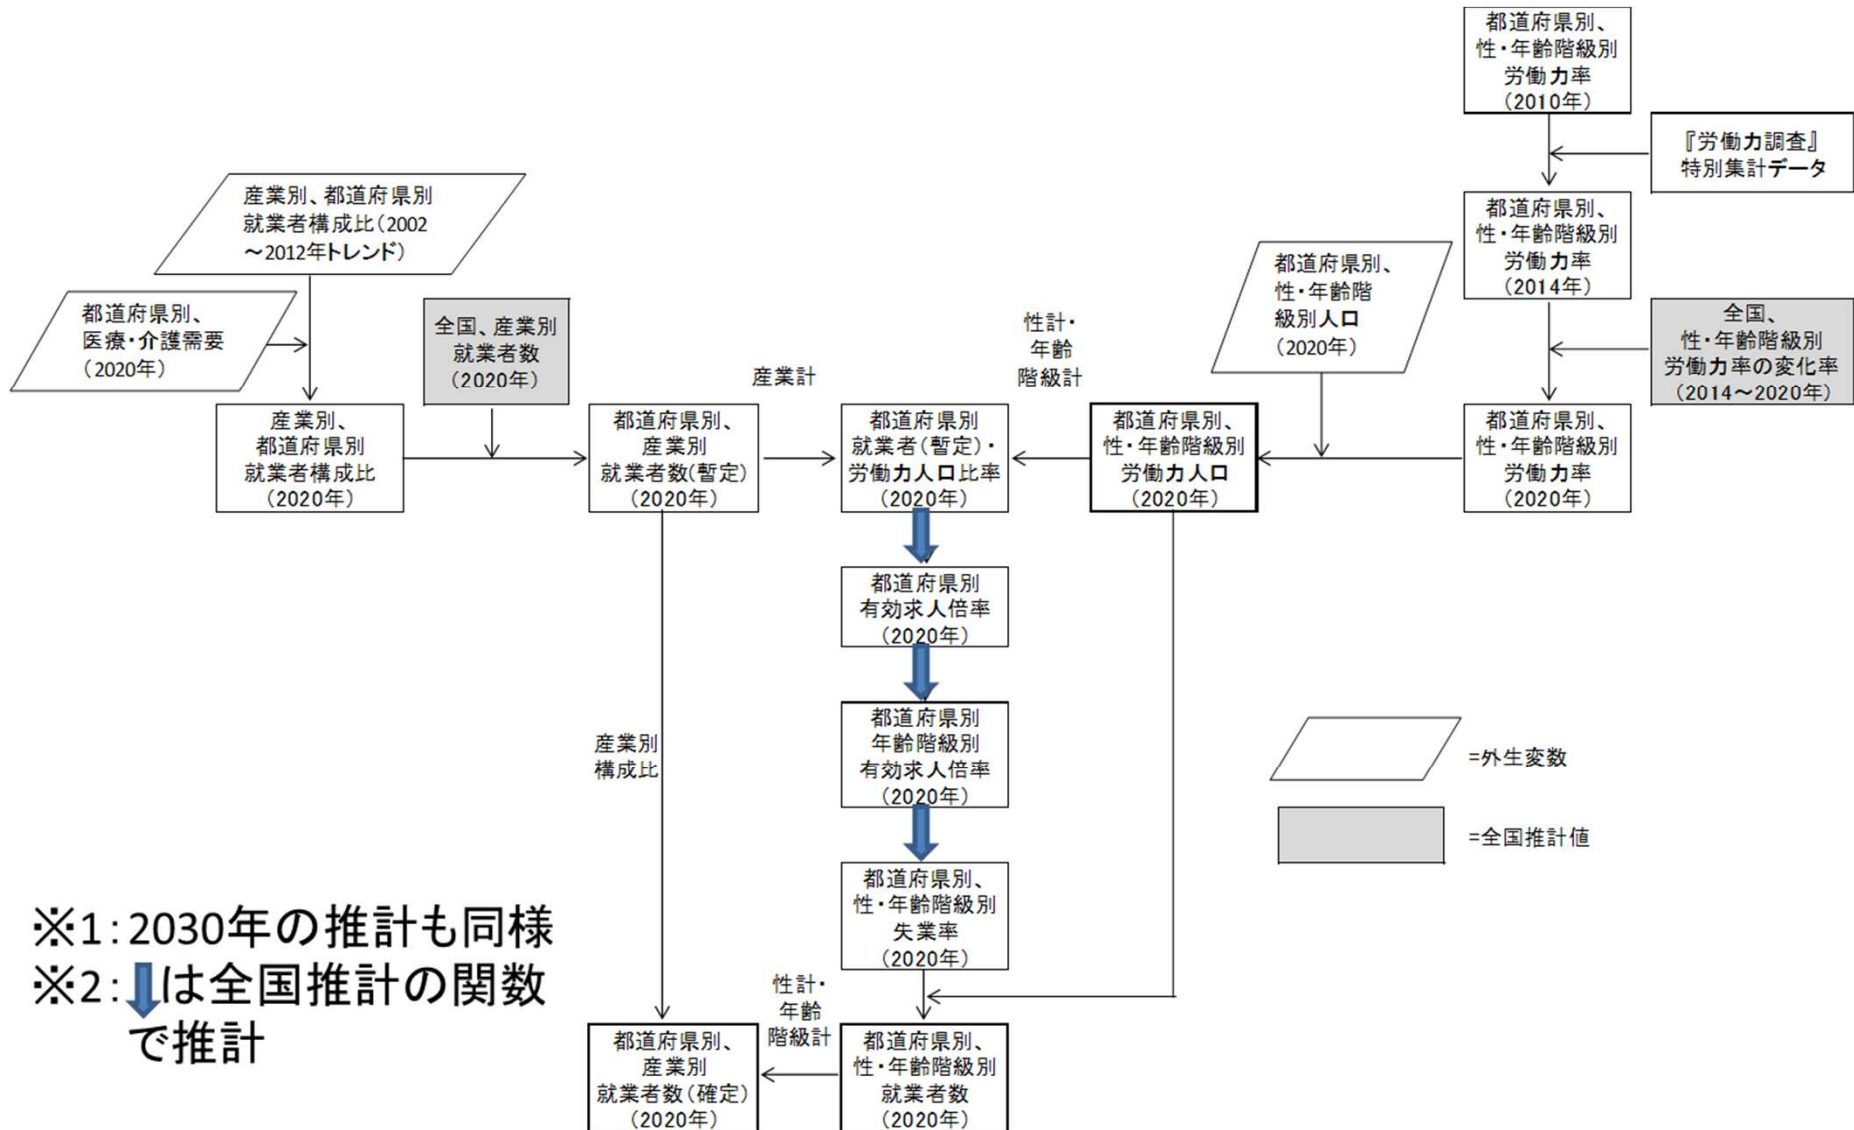 都道府県別、
性・年齢階級別
労働力率
（2010年）
『労働力調査』
特別集計データ
産業別、都道府県別
就業者構成比（2002
～2012年トレンド）
都道府県別、
性・年齢階級別
労働力率
（2014年）
都道府県別、
性・年齢階
級別人口
（2020年）
都道府県別、
医療・介護需要
（2020年）
全国、産業別
就業者数
（2020年）
全国、
性・年齢階級別
労働力率の変化率
（2014～2020年）
性計・
年齢
階級計
産業計
産業別、
都道府県別
就業者構成比
（2020年）
都道府県別、
産業別
就業者数（暫定）
（2020年）
都道府県別
就業者（暫定）・
労働力人口比率
（2020年）
都道府県別、
性・年齢階級別
労働力人口
（2020年）
都道府県別、
性・年齢階級別
労働力率
（2020年）
都道府県別
有効求人倍率
（2020年）
都道府県別
年齢階級別
有効求人倍率
（2020年）
産業別
構成比
=外生変数
=全国推計値
都道府県別、
性・年齢階級別
失業率
（2020年）
※1：2030年の推計も同様
※2：は全国推計の関数
で推計
性計・
年齢
階級計
都道府県別、
産業別
就業者数（確定）
（2020年）
都道府県別、
性・年齢階級別
就業者数
（2020年）